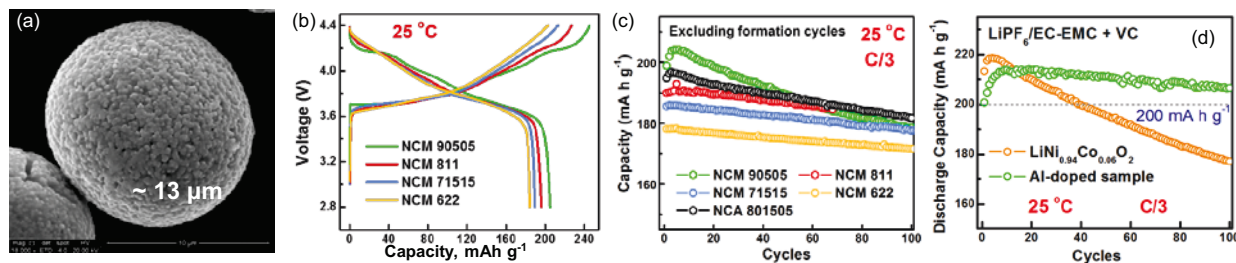 (a)
~ 13 µm
10 µm
(b)
25 °C
Voltage (V)
4.4
4.0
3.6
3.2
2.8
NCM 90505
NCM 811
NCM 71515
NCM 622
0 40 80 120 160 200 240
Capacity, mAh g⁻¹
(c)
Excluding formation cycles
25 °C
C/3
Capacity (mA h g⁻¹)
200
180
160
NCM 90505 NCM 811
NCM 71515 NCM 622
NCA 801505
0 20 40 60 80 100
Cycles
(d)
LiPF₆/EC-EMC + VC
Discharge Capacity (mA h g⁻¹)
220
200
180
160
200 mA h g⁻¹
LiNi₀.₉₄Co₀.₀₆O₂
Al-doped sample
25 °C C/3
0 20 40 60 80 100
Cycles